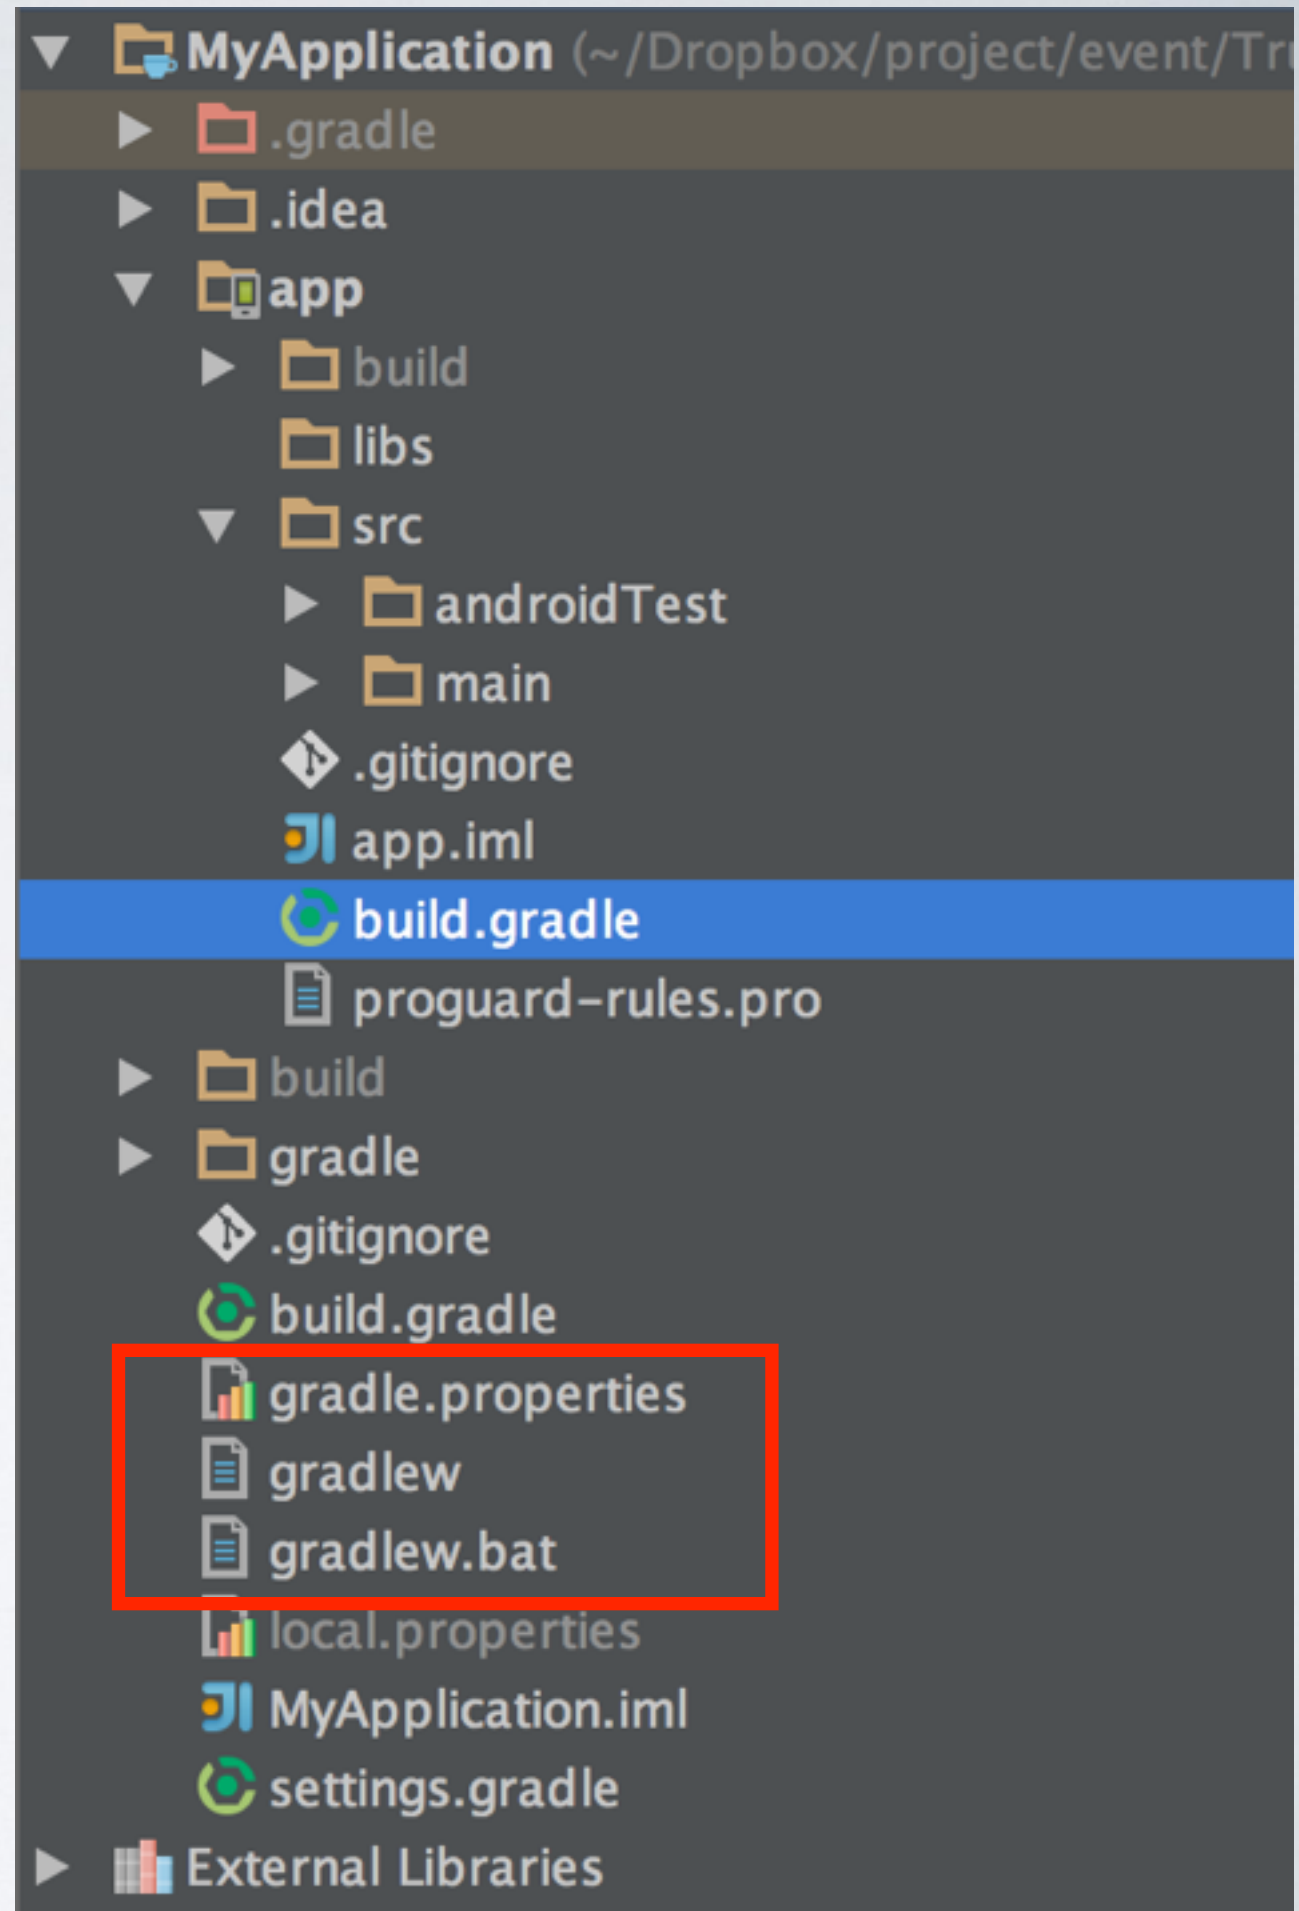 MyApplication (~/Dropbox/project/event/
.gradle
.idea
app
build
libs
src
androidTest
main
.gitignore
app.iml
build.gradle
proguard-rules.pro
build
gradle
.gitignore
build.gradle
gradle.properties
gradlew
gradlew.bat
local.properties
MyApplication.iml
settings.gradle
External Libraries